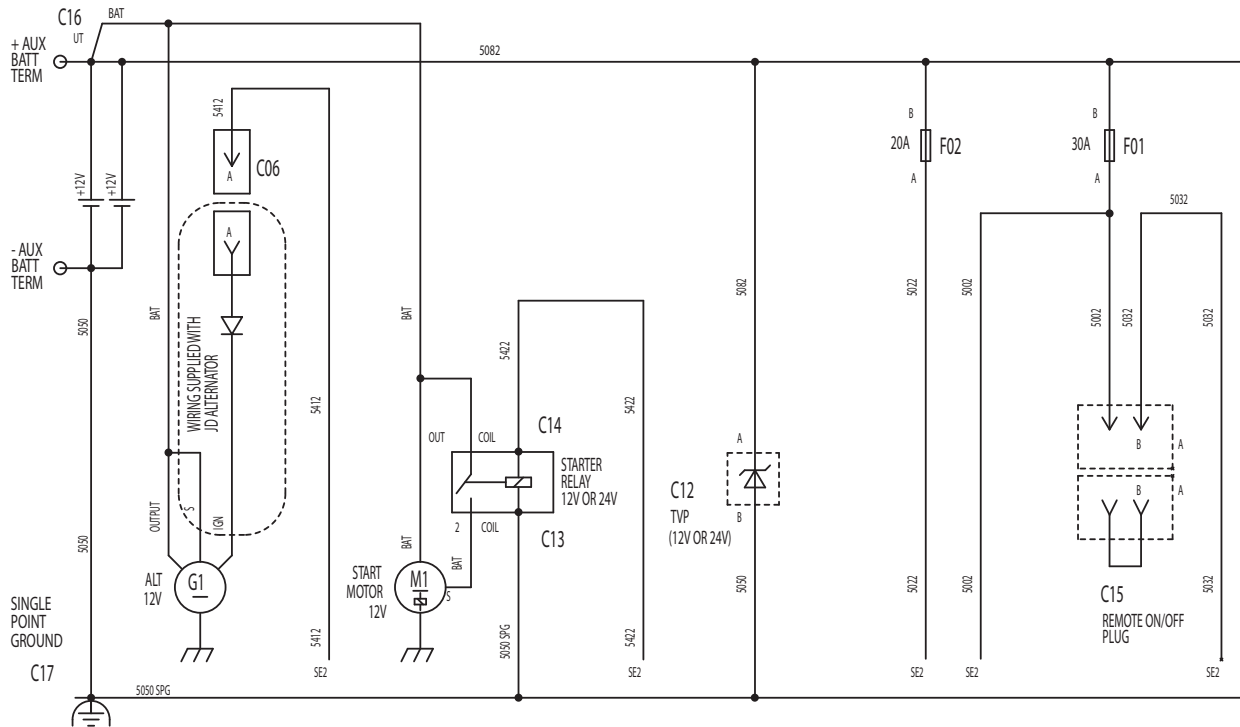 C16
UT
BAT
+ AUX
BATT
TERM
5082
5412
A
C06
+12V
+12V
A
- AUX
BATT
TERM
5050
BAT
WIRING SUPPLIED WITH
JD ALTERNATOR
5412
BAT
5422
5422
OUT
COIL
C14
STARTER
RELAY
12V OR 24V
2
COIL
C13
OUTPUT
S
IGN
5050
ALT
12V
G1
START
MOTOR
12V
M1
BAT
BAT
S
5412
SE2
5050 SPG
5422
SE2
SINGLE
POINT
GROUND
C17
5050 SPG
5082
A
C12
TVP
(12V OR 24V)
B
5050
B
20A
F02
A
5022
5022
SE2
B
30A
F01
A
5002
5002
SE2
5032
5002
5032
5032
B
A
B
A
C15
REMOTE ON/OFF
PLUG
5032
SE2